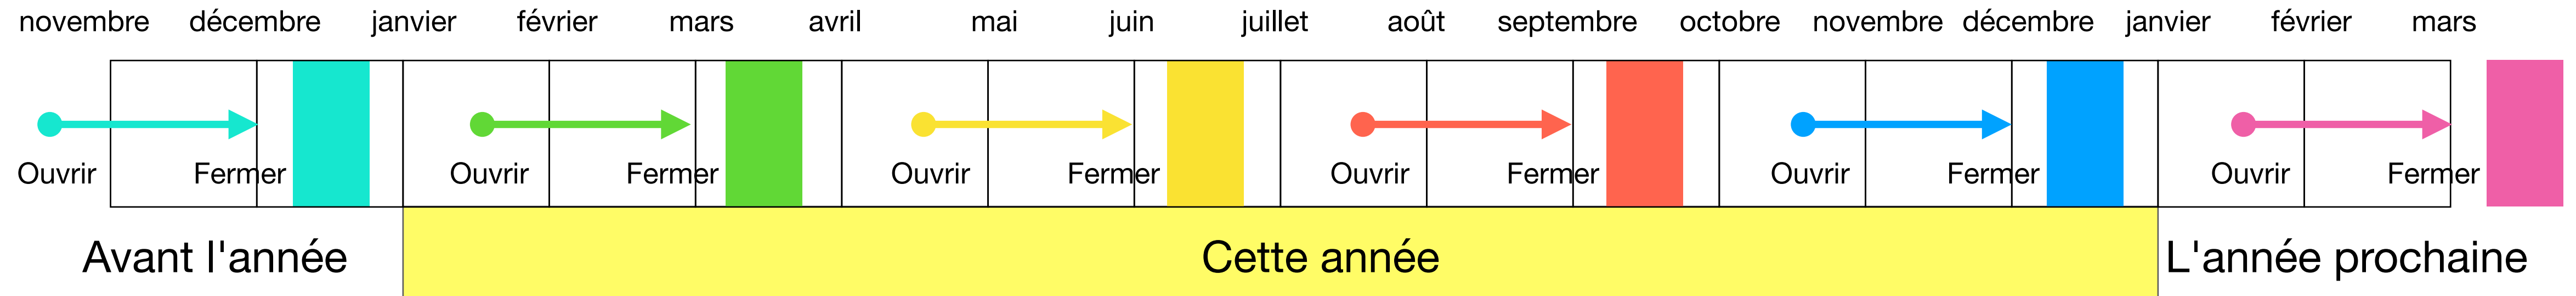 novembre décembre janvier février mars avril mai juin juillet août septembre octobre novembre décembre janvier février mars
Ouvrir Fermer Ouvrir Fermer Ouvrir Fermer Ouvrir Fermer Ouvrir Fermer Ouvrir Fermer
Avant l'année Cette année L'année prochaine